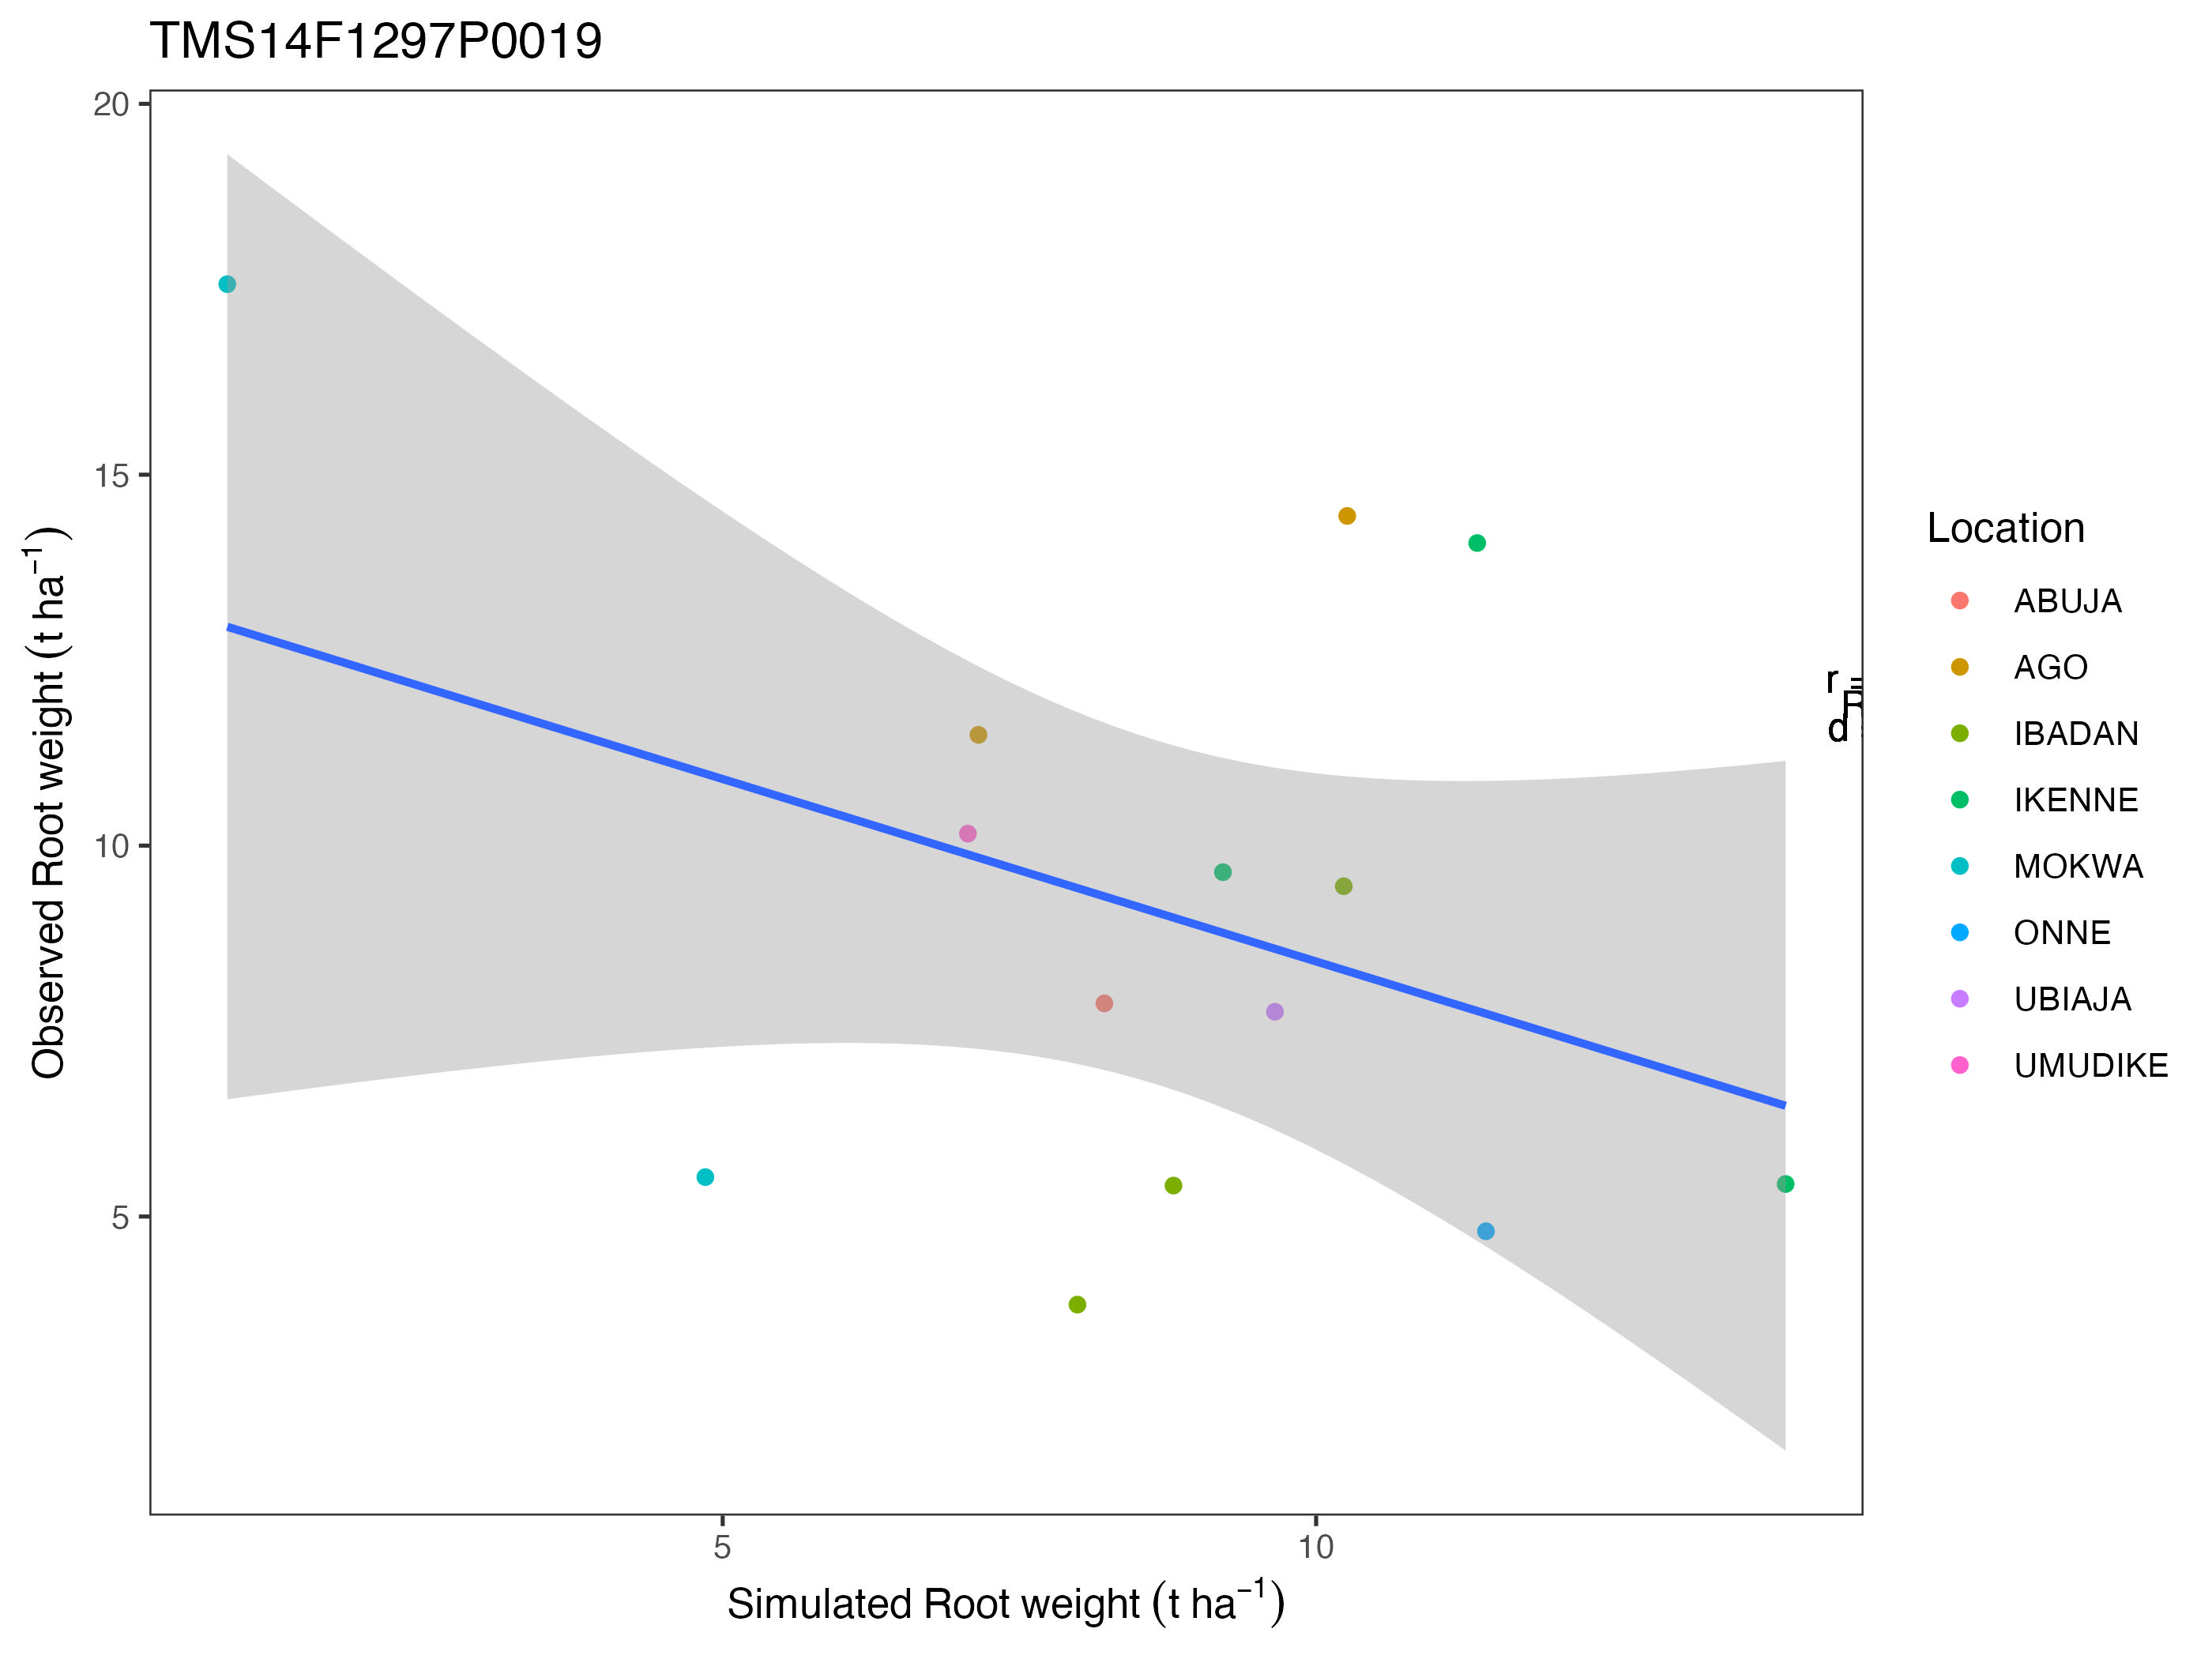 TMS14F1297P0019
20
15
10
5
Observed Root weight (t ha⁻¹)
r =
R
d
5
10
Simulated Root weight (t ha⁻¹)
Location
ABUJA
AGO
IBADAN
IKENNE
MOKWA
ONNE
UBIAJA
UMUDIKE